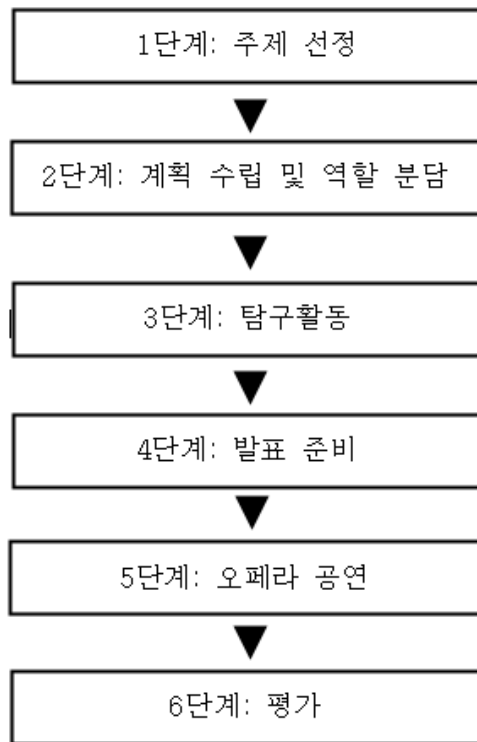 1단계: 주제 선정
2단계: 계획 수립 및 역할 분담
3단계: 탐구활동
4단계: 발표 준비
5단계: 오페라 공연
6단계: 평가